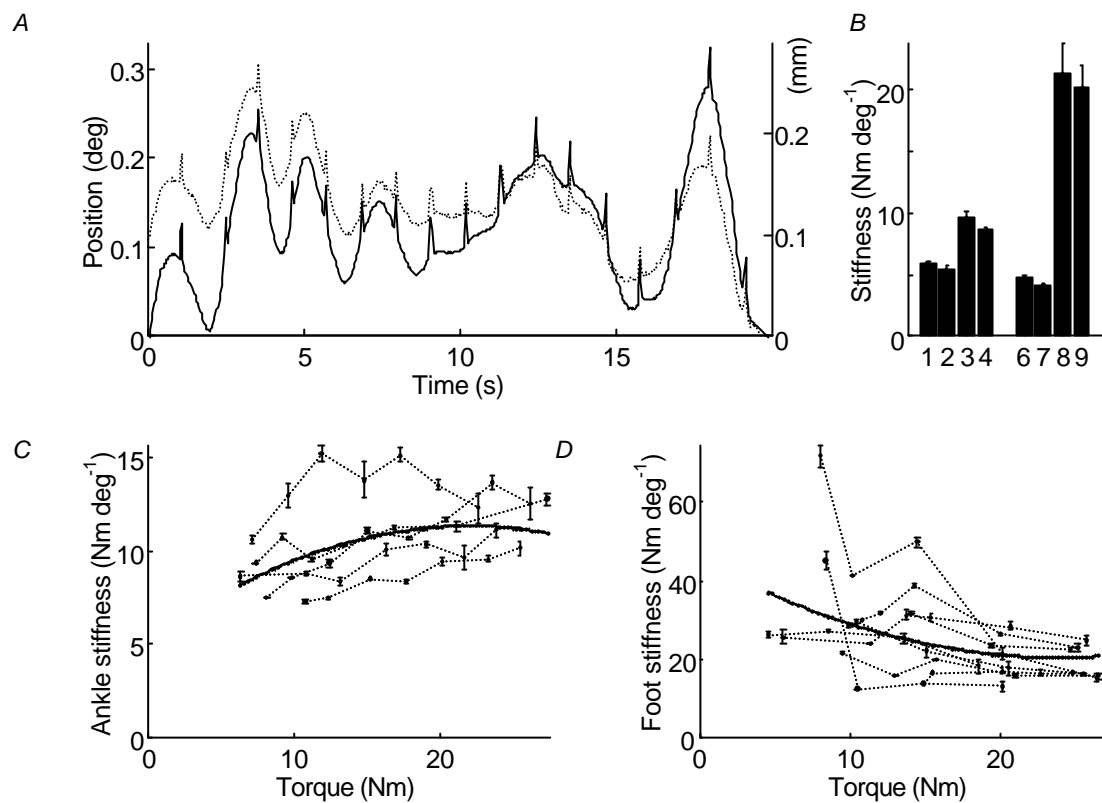 A
Position (deg)
0.3
0.2
0.1
0
(mm)
0.2
0.1
0
0 5 10 15
Time (s)
B
Stiffness (Nm deg⁻¹)
20
10
0
1 2 3 4 6 7 8 9
C
Ankle stiffness (Nm deg⁻¹)
15
10
5
0
0 10 20
Torque (Nm)
D
Foot stiffness (Nm deg⁻¹)
60
40
20
0
0 10 20
Torque (Nm)